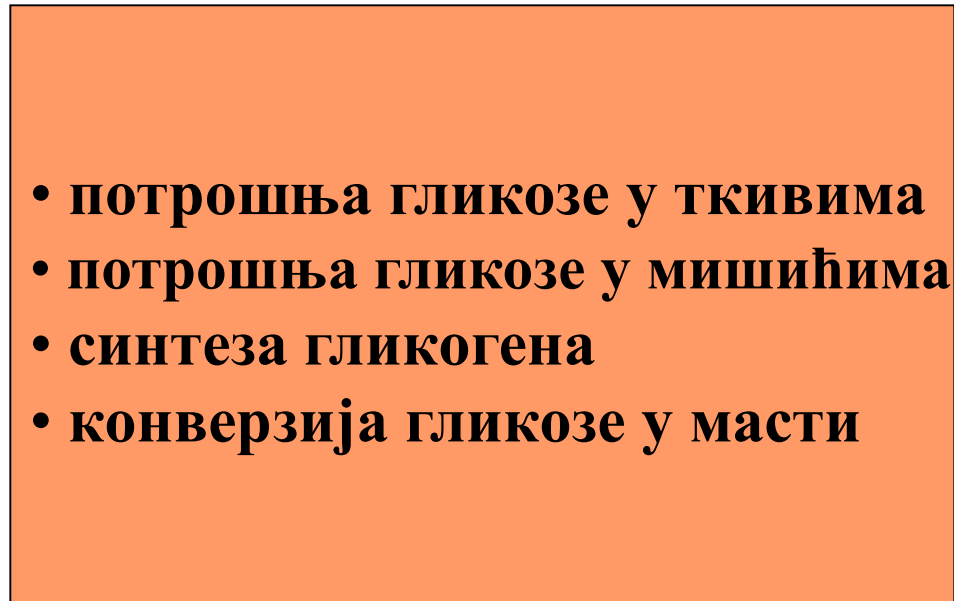 • потрошња гликозе у ткивима
• потрошња гликозе у мишићима
• синтеза гликогена
• конверзија гликозе у масти